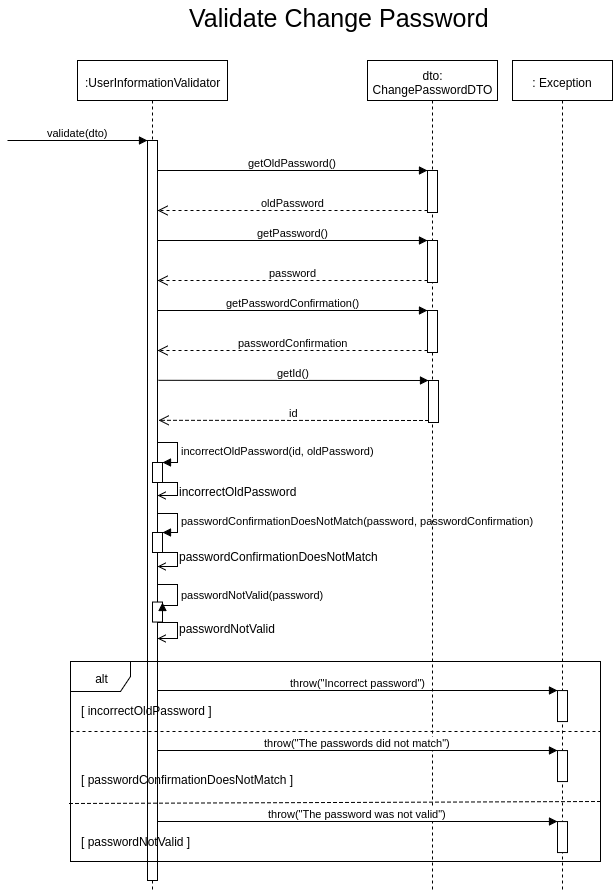 Validate Change Password
:UserInformationValidator
dto:
ChangePasswordDTO
: Exception
validate(dto)
getOldPassword()
oldPassword
getPassword()
password
getPasswordConfirmation()
passwordConfirmation
getId()
id
incorrectOldPassword(id, oldPassword)
incorrectOldPassword
passwordConfirmationDoesNotMatch(password, passwordConfirmation)
passwordConfirmationDoesNotMatch
passwordNotValid(password)
passwordNotValid
alt
throw("Incorrect password")
[ incorrectOldPassword ]
throw("The passwords did not match")
[ passwordConfirmationDoesNotMatch ]
throw("The password was not valid")
[ passwordNotValid ]